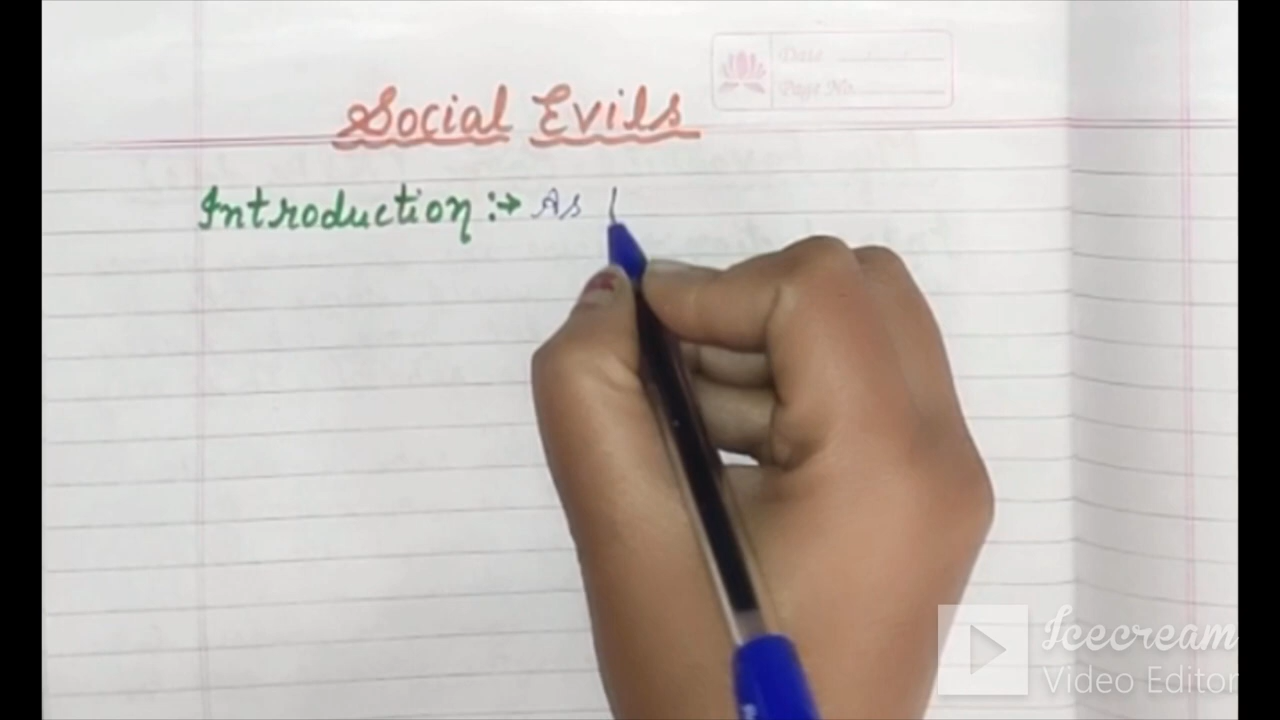 Date
Page No.
Social Evils
Introduction :→ As
Icecream
Video Editor